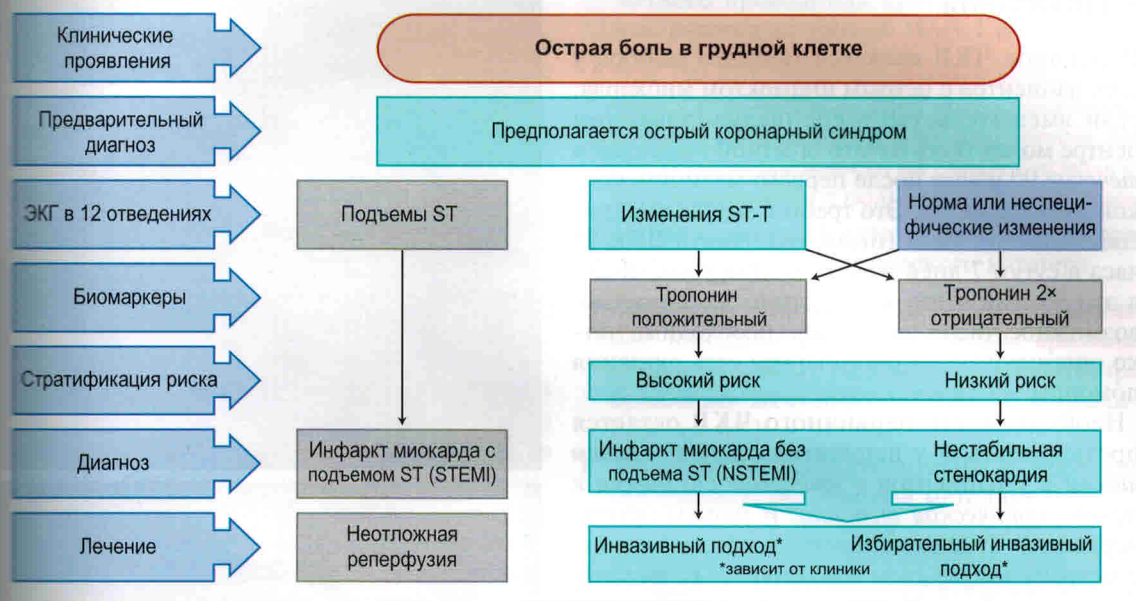 Клинические
проявления
Острая боль в грудной клетке
Предварительный
диагноз
Предполагается острый коронарный синдром
ЭКГ в 12 отведениях
Подъемы ST
Изменения ST-T
Норма или неспеци-
фические изменения
Биомаркеры
Тропонин
положительный
Тропонин 2×
отрицательный
Стратификация риска
Высокий риск
Низкий риск
Диагноз
Инфаркт миокарда с
подъемом ST (STEMI)
Инфаркт миокарда без
подъема ST (NSTEMI)
Нестабильная
стенокардия
Лечение
Неотложная
реперфузия
Инвазивный подход*
*зависит от клиники
Избирательный инвазивный
подход*